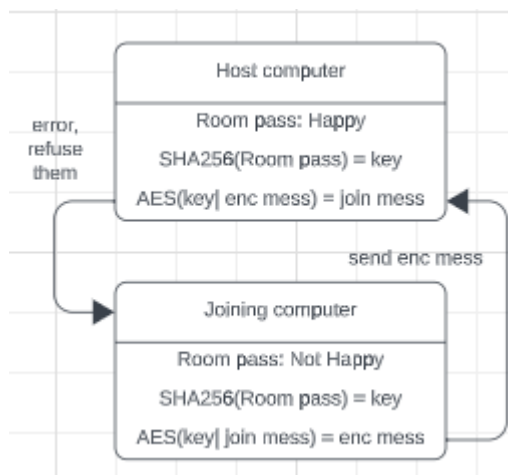 Host computer
Room pass: Happy
SHA256(Room pass) = key
AES(key| enc mess) = join mess
error,
refuse
them
send enc mess
Joining computer
Room pass: Not Happy
SHA256(Room pass) = key
AES(key| join mess) = enc mess